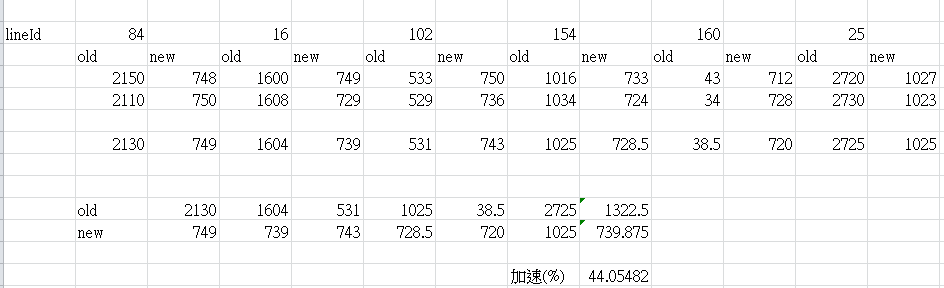 lineId 84 16 102 154 160 25
old new old new old new old new old new old new
2150 748 1600 749 533 750 1016 733 43 712 2720 1027
2110 750 1608 729 529 736 1034 724 34 728 2730 1023
2130 749 1604 739 531 743 1025 728.5 38.5 720 2725 1025
old 2130 1604 531 1025 38.5 2725 1322.5
new 749 739 743 728.5 720 1025 739.875
加速(%) 44.05482